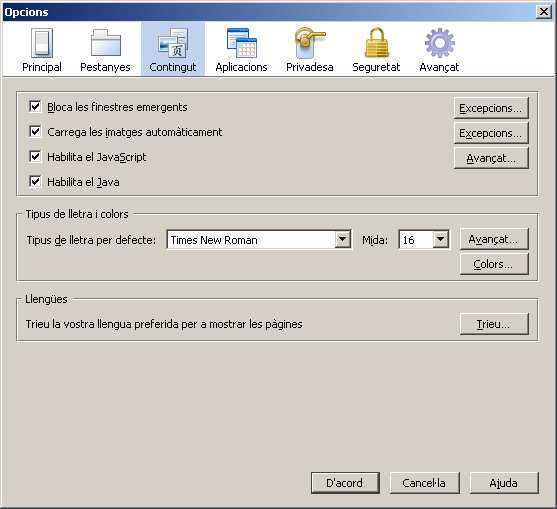 Opcions
Principal Pestanyes Contingut Aplicacions Privadesa Seguretat Avançat
Bloca les finestres emergents Excepcions...
Carrega les imatges automàticament Excepcions...
Habilita el JavaScript Avançat...
Habilita el Java
Tipus de lletra i colors
Tipus de lletra per defecte: Times New Roman Mida: 16 Avançat...
Colors...
Llengües
Trieu la vostra llengua preferida per a mostrar les pàgines Trieu...
D'acord Cancel·la Ajuda